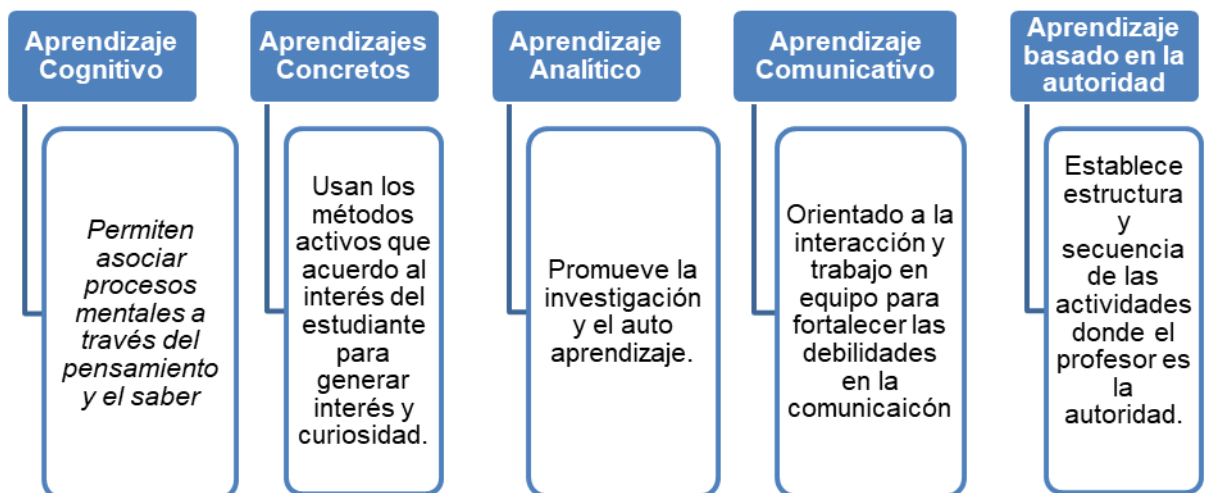 Aprendizaje
Cognitivo
Permiten
asociar
procesos
mentales a
través del
pensamiento
y el saber
Aprendizajes
Concretos
Usan los
métodos
activos que
acuerdo al
interés del
estudiante
para
generar
interés y
curiosidad.
Aprendizaje
Analítico
Promueve la
investigación
y el auto
aprendizaje.
Aprendizaje
Comunicativo
Orientado a la
interacción y
trabajo en
equipo para
fortalecer las
debilidades
en la
comunicaicón
Aprendizaje
basado en la
autoridad
Establece
estructura
y
secuencia
de las
actividades
donde el
profesor es
la
autoridad.